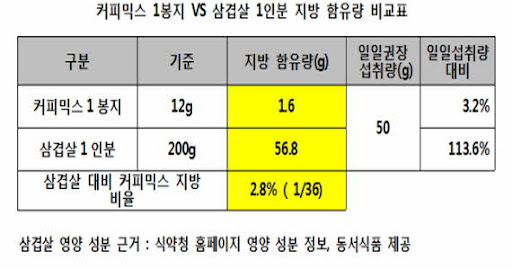 커피믹스 1봉지 VS 삼겹살 1인분 지방 함유량 비교표
구분 기준 지방 함유량(g) 일일권장 섭취량(g) 일일섭취량 대비
커피믹스 1 봉지 12g 1.6 50 3.2%
삼겹살 1 인분 200g 56.8 113.6%
삼겹살 대비 커피믹스 지방 비율 2.8% ( 1/36)
삼겹살 영양 성분 근거 : 식약청 홈페이지 영양 성분 정보, 동서식품 제공